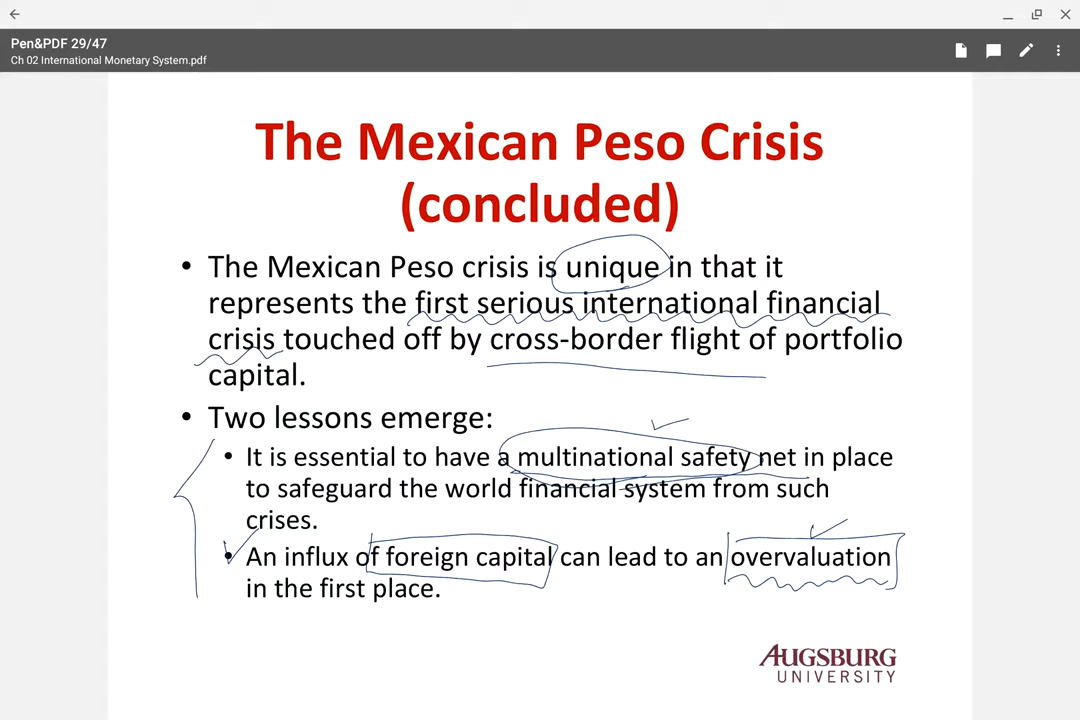 Pen&PDF 29/47
Ch 02 International Monetary System.pdf
The Mexican Peso Crisis
(concluded)
• The Mexican Peso crisis is unique in that it
represents the first serious international financial
crisis touched off by cross-border flight of portfolio
capital.
• Two lessons emerge:
• It is essential to have a multinational safety net in place
to safeguard the world financial system from such
crises.
• An influx of foreign capital can lead to an overvaluation
in the first place.
AUGSBURG
UNIVERSITY